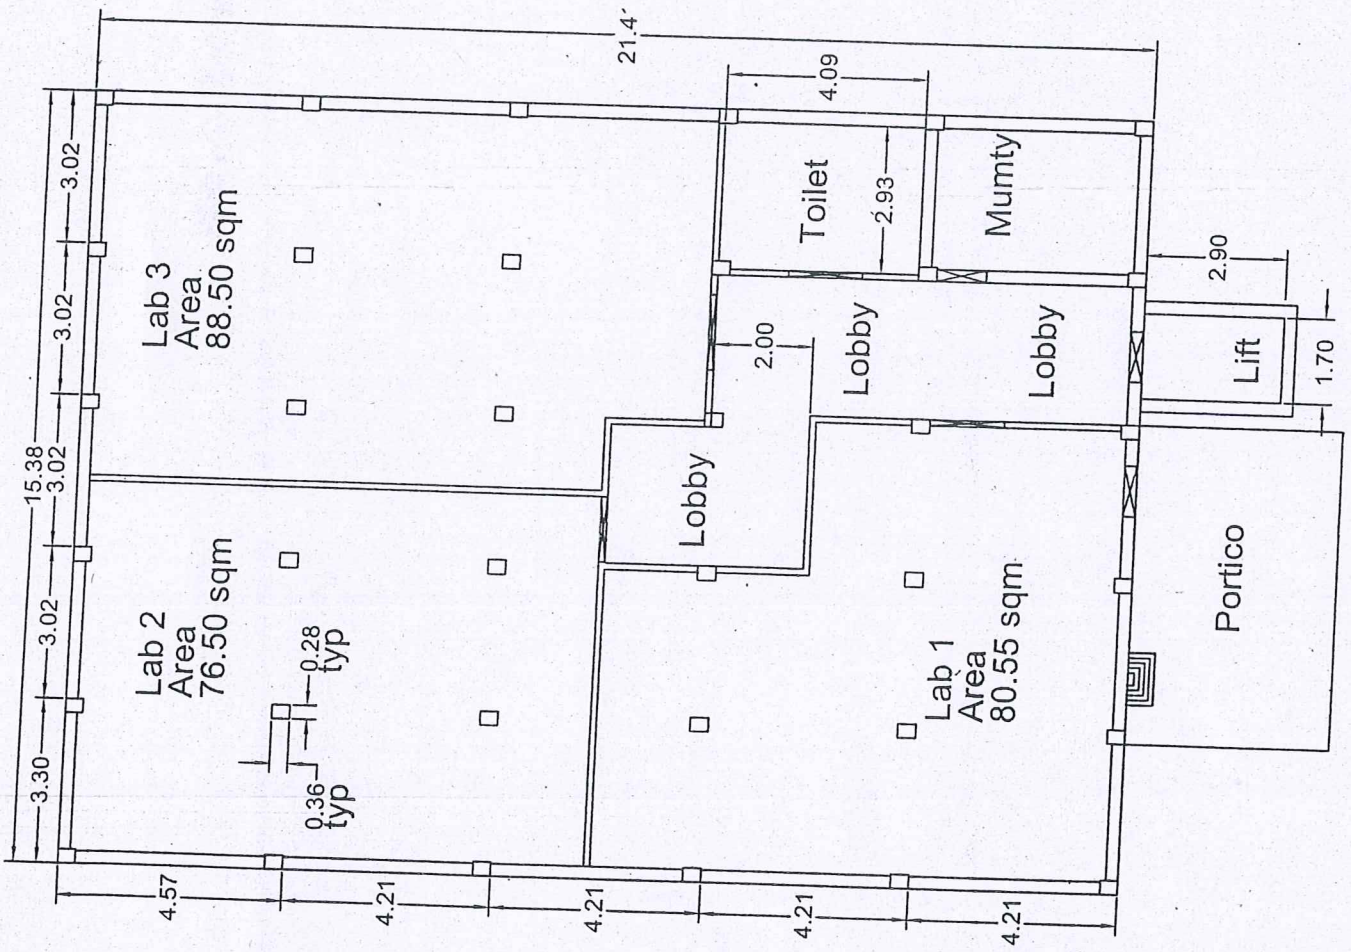 21.4
15.38
3.30
3.02
3.02
3.02
3.02
4.57
4.21
4.21
4.21
4.21
Lab 3
Area
88.50 sqm
Lab 2
Area
76.50 sqm
0.28
typ
0.36
typ
4.09
Toilet
2.93
Mumty
2.00
Lobby
Lobby
Lobby
2.90
Lift
1.70
Lab 1
Area
80.55 sqm
Portico